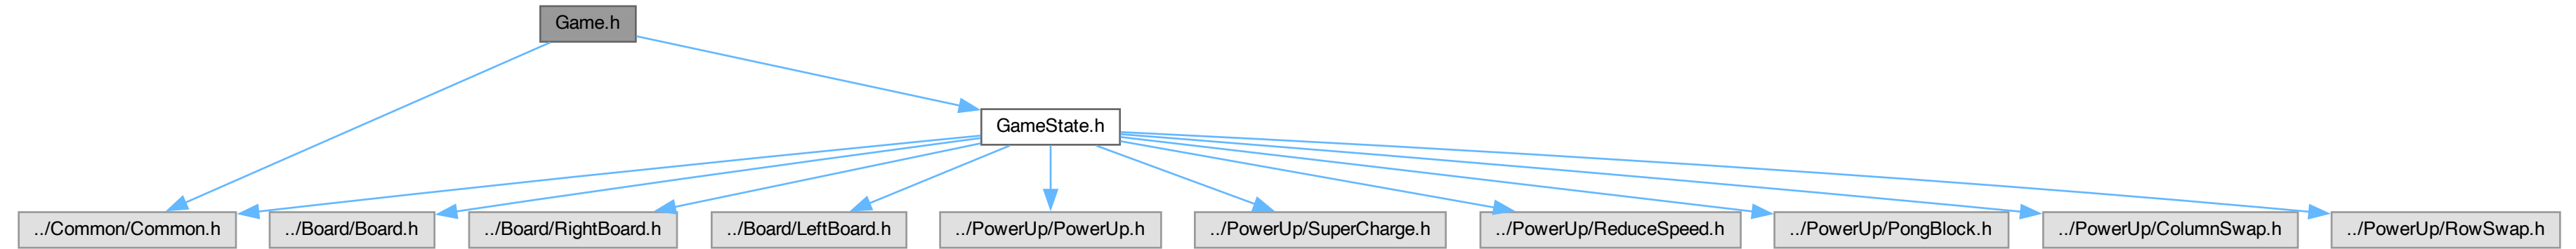 Game.h
GameState.h
../Common/Common.h
../Board/Board.h
../Board/RightBoard.h
../Board/LeftBoard.h
../PowerUp/PowerUp.h
../PowerUp/SuperCharge.h
../PowerUp/ReduceSpeed.h
../PowerUp/PongBlock.h
../PowerUp/ColumnSwap.h
../PowerUp/RowSwap.h